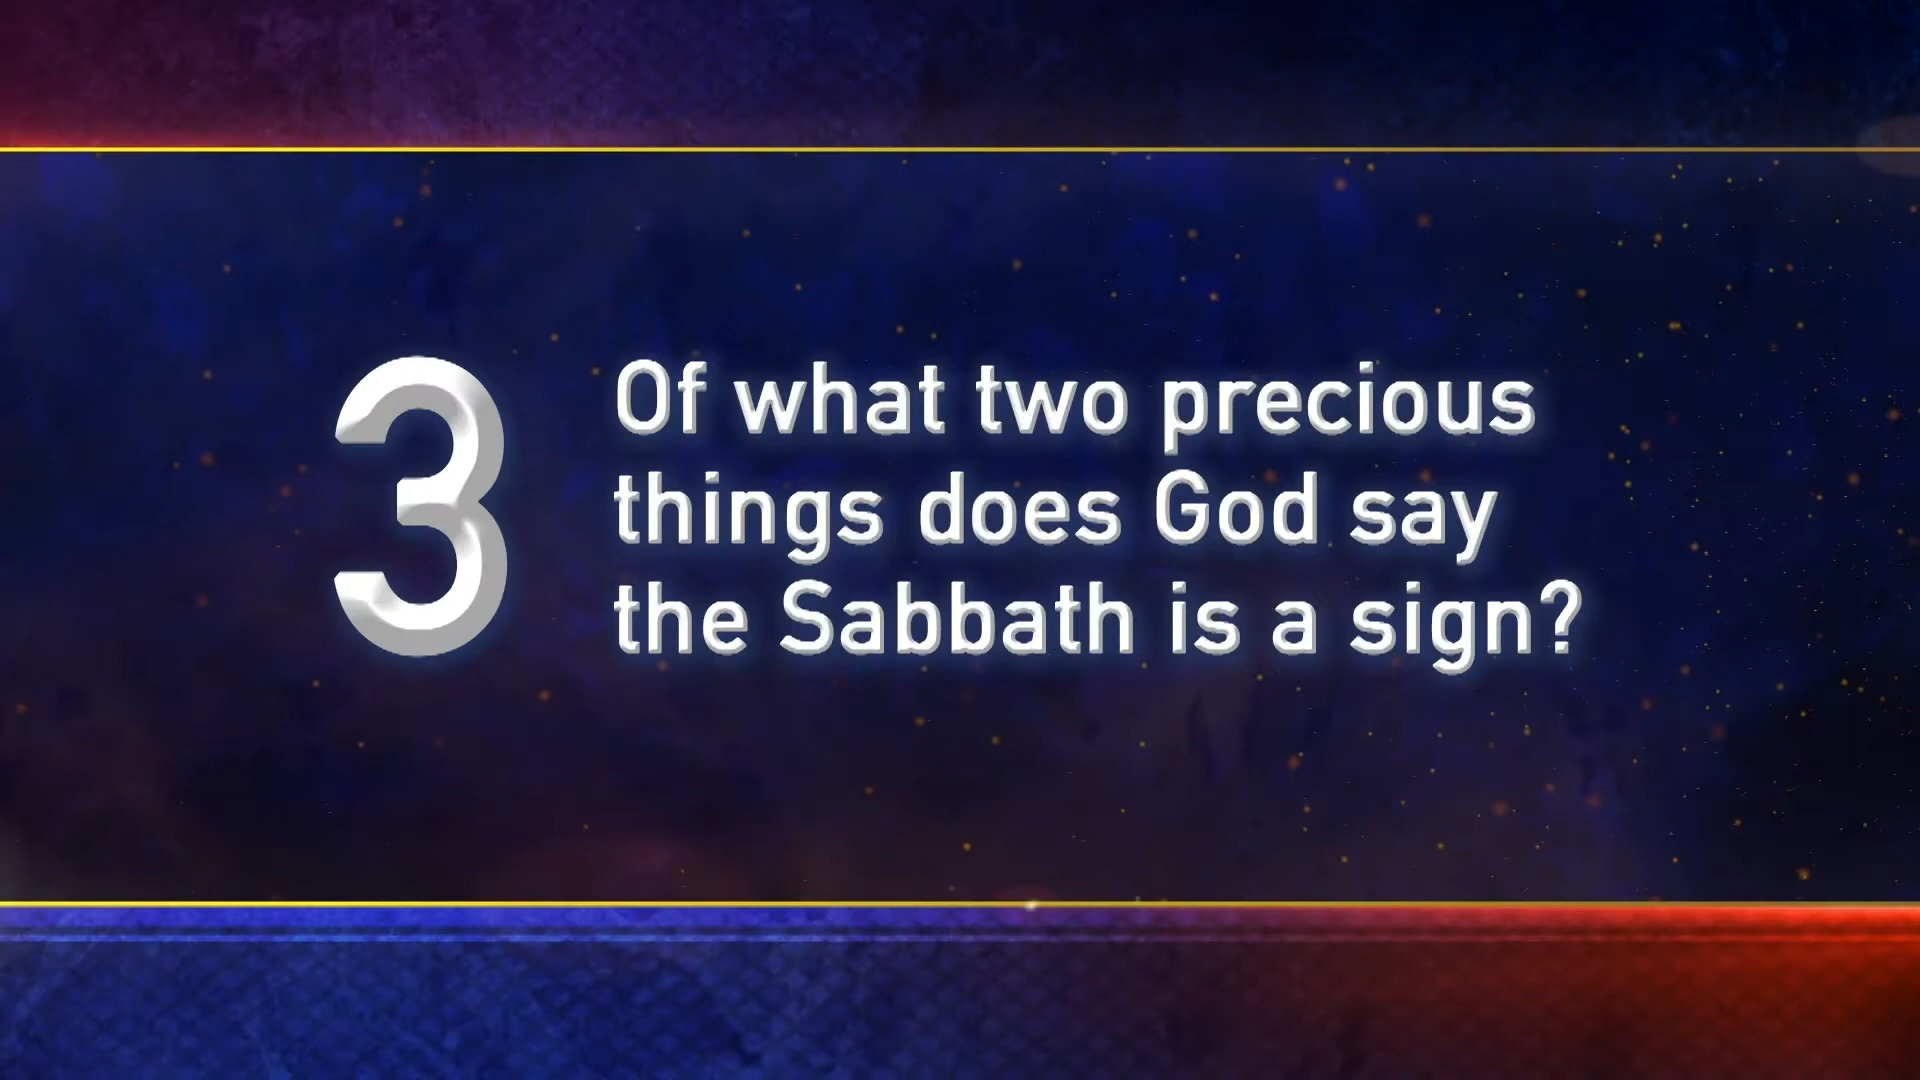 3
Of what two precious
things does God say
the Sabbath is a sign?